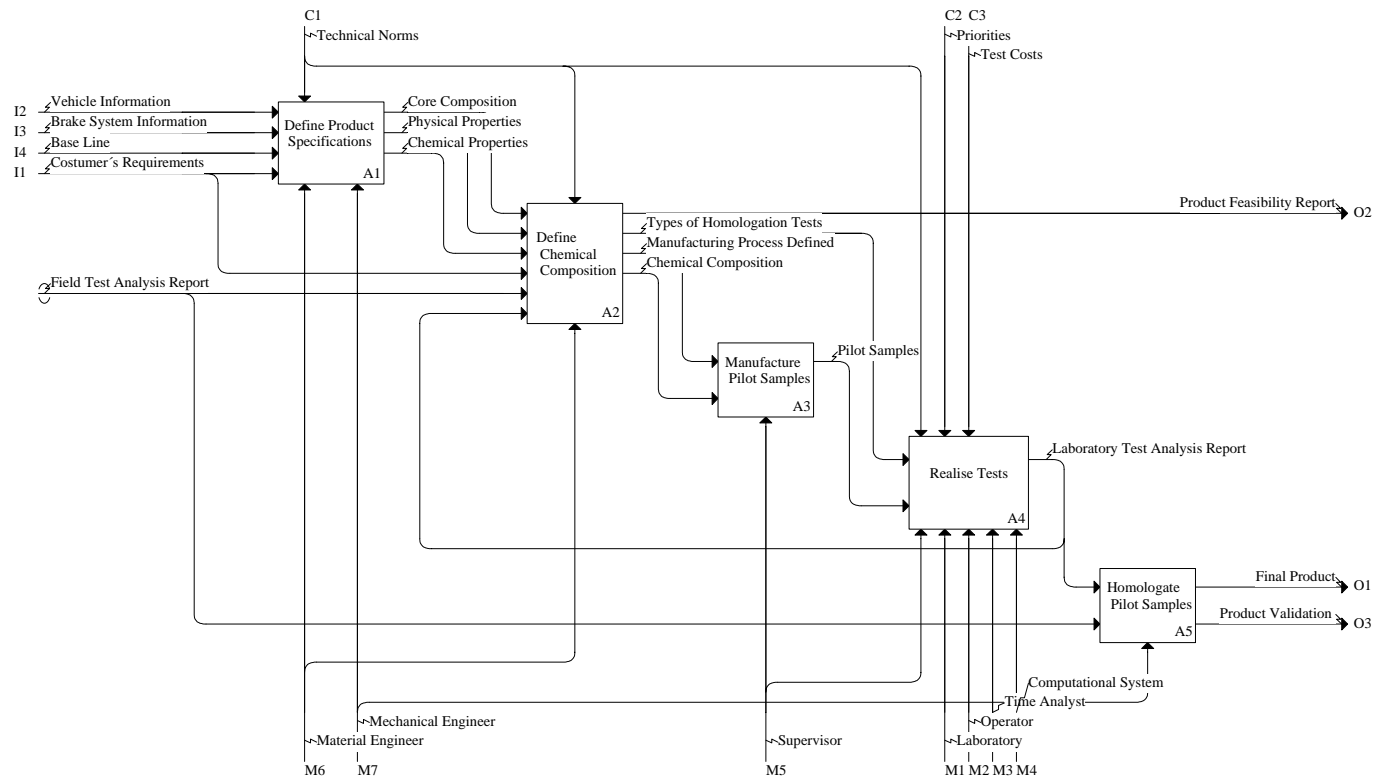 C1
C2 C3
Technical Norms
Priorities
Test Costs
I2
Vehicle Information
I3
Brake System Information
I4
Base Line
I1
Costumer´s Requirements
Define Product
Specifications
A1
Core Composition
Physical Properties
Chemical Properties
Product Feasibility Report
O2
Types of Homologation Tests
Manufacturing Process Defined
Chemical Composition
Define
Chemical
Composition
A2
Field Test Analysis Report
Manufacture
Pilot Samples
A3
Pilot Samples
Realise Tests
A4
Laboratory Test Analysis Report
Homologate
Pilot Samples
A5
Final Product
O1
Product Validation
O3
Computational System
Time Analyst
Mechanical Engineer
Operator
Material Engineer
Supervisor
Laboratory
M6
M7
M5
M1 M2 M3 M4